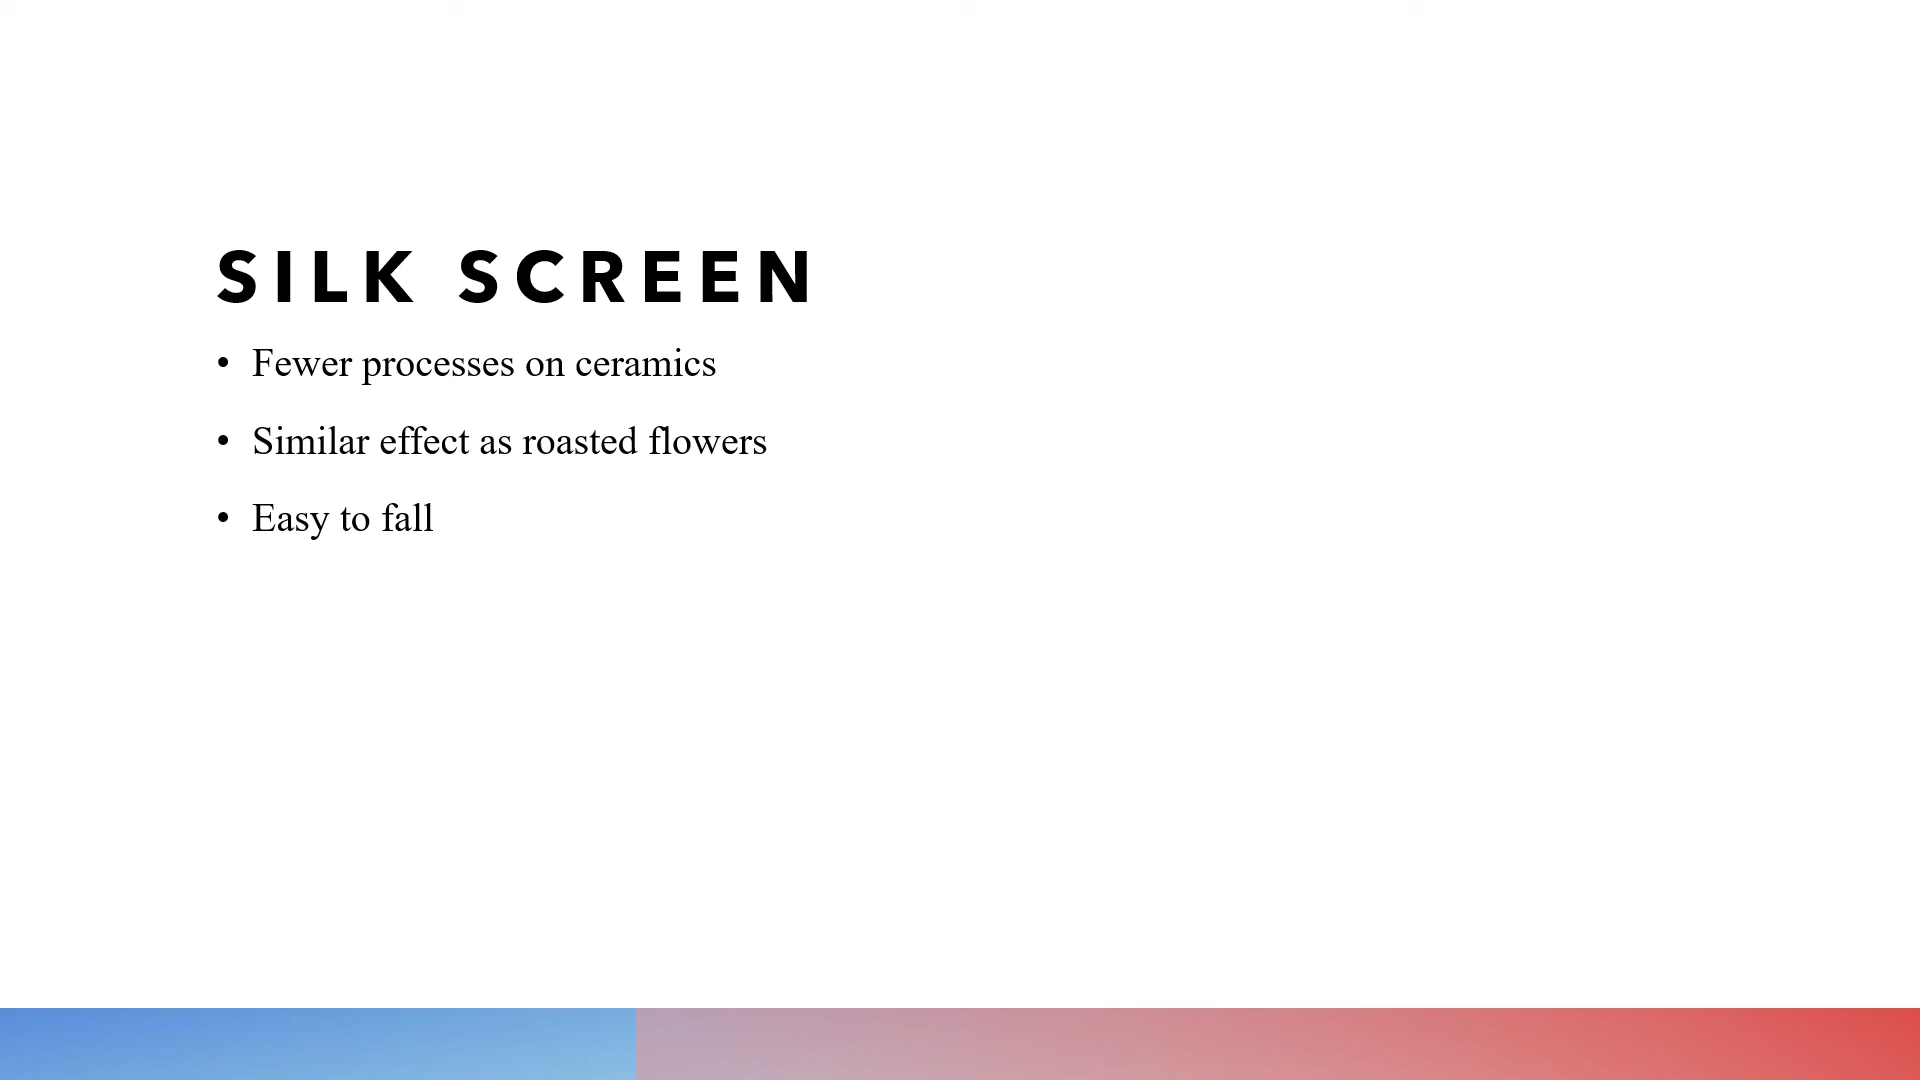 SILK SCREEN
• Fewer processes on ceramics
• Similar effect as roasted flowers
• Easy to fall